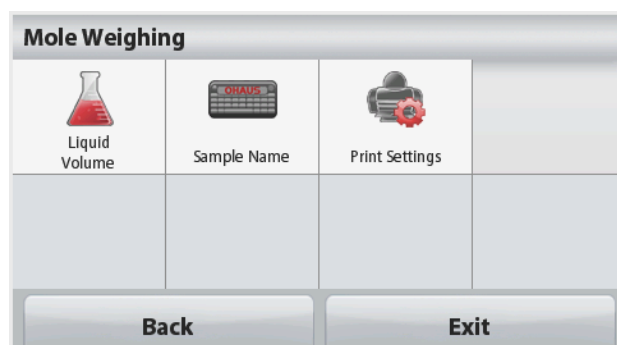 Mole Weighing
OHAUS
Liquid
Volume
Sample Name
Print Settings
Back
Exit